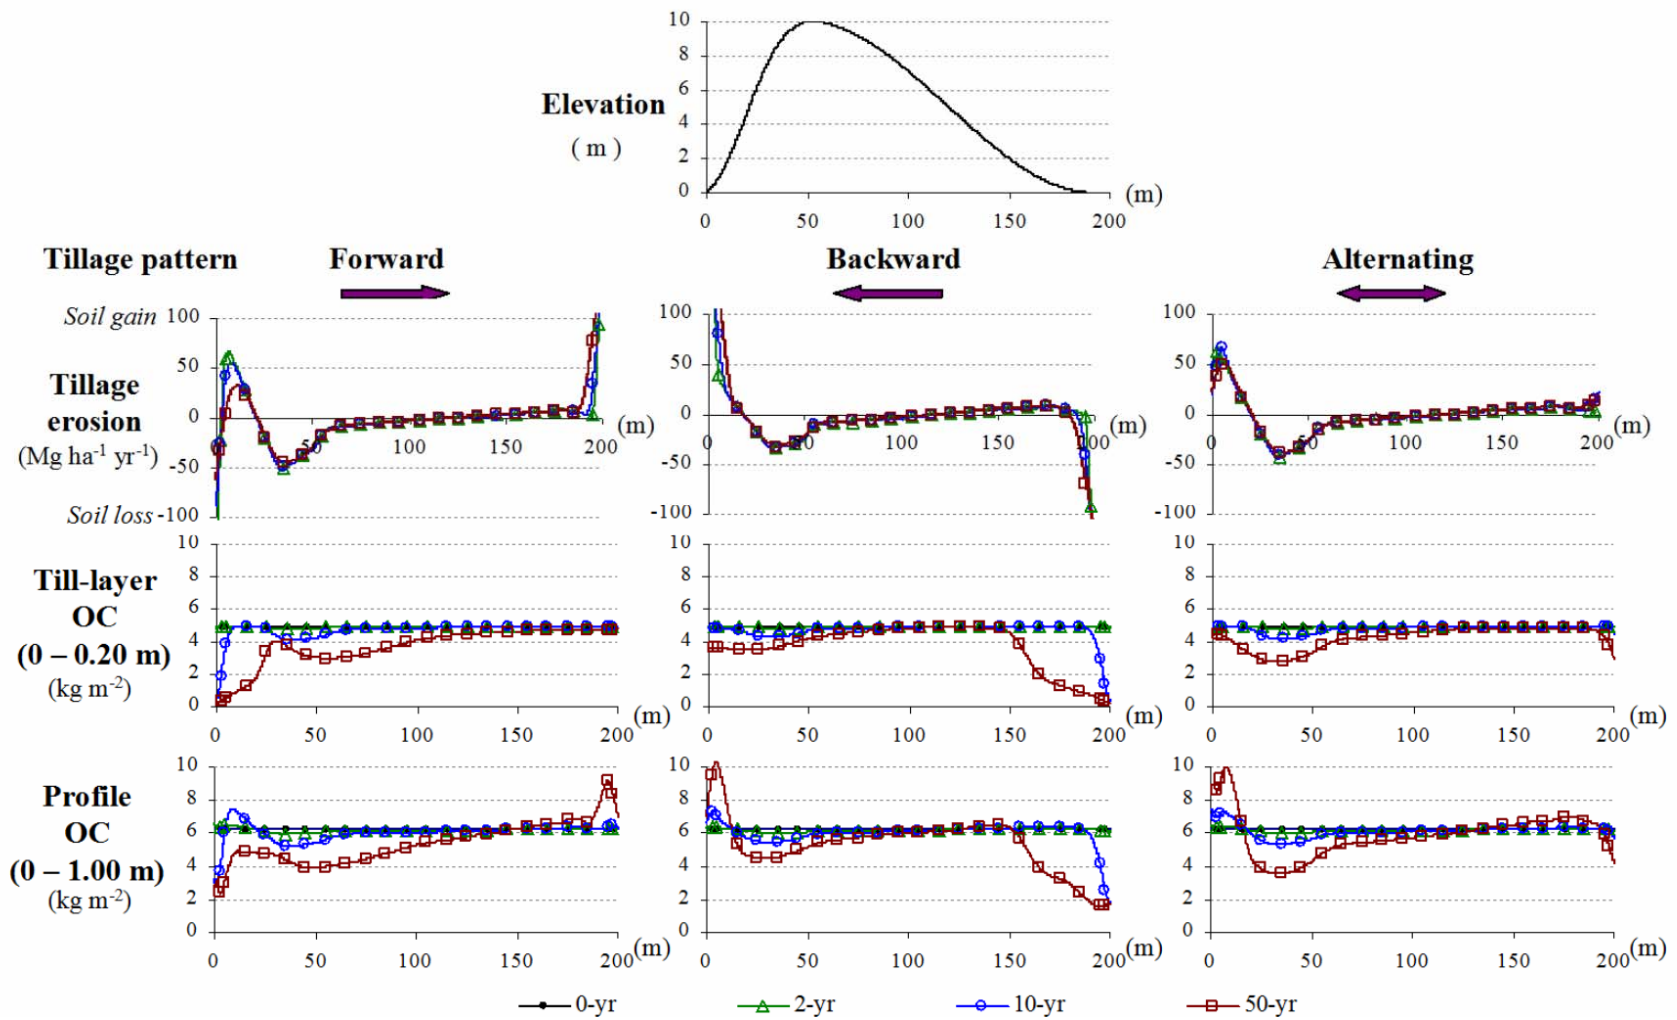 10
8
Elevation
6
( m )
4
2
0
(m)
0 50 100 150 200
Tillage pattern Forward Backward Alternating
Soil gain 100 100 100
50 50 50
Tillage
erosion
(Mg ha⁻¹ yr⁻¹)
0 0 0
0 50 100 150 200 (m) 0 50 100 150 200 (m) 0 50 100 150 200 (m)
-50 -50 -50
Soil loss -100 -100 -100
10 10 10
8 8 8
Till-layer
OC
(0 – 0.20 m)
(kg m⁻²)
6 6 6
4 4 4
2 2 2
0 0 0
(m) (m) (m)
0 50 100 150 200 0 50 100 150 200 0 50 100 150 200
10 10 10
Profile
OC
(0 – 1.00 m)
(kg m⁻²)
8 8 8
6 6 6
4 4 4
2 2 2
0 0 0
(m) (m) (m)
0 50 100 150 200 0 50 100 150 200 0 50 100 150 200
0-yr 2-yr 10-yr 50-yr